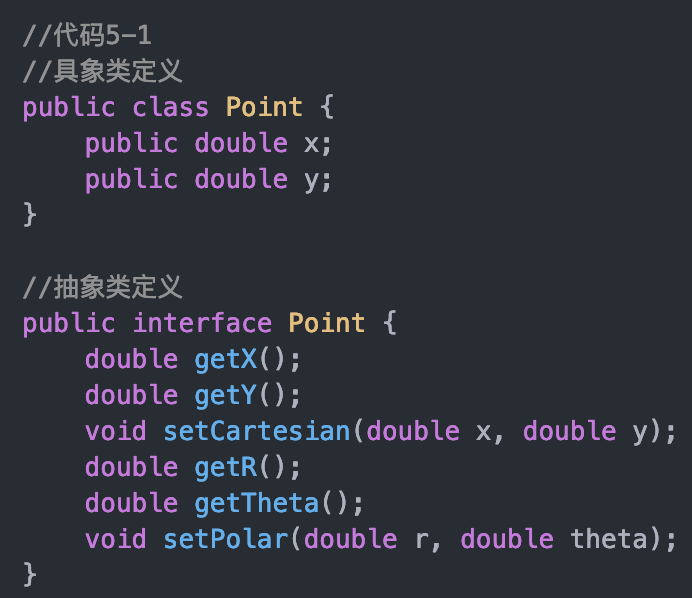 //代码5-1
//具象类定义
public class Point {
    public double x;
    public double y;
}

//抽象类定义
public interface Point {
    double getX();
    double getY();
    void setCartesian(double x, double y);
    double getR();
    double getTheta();
    void setPolar(double r, double theta);
}